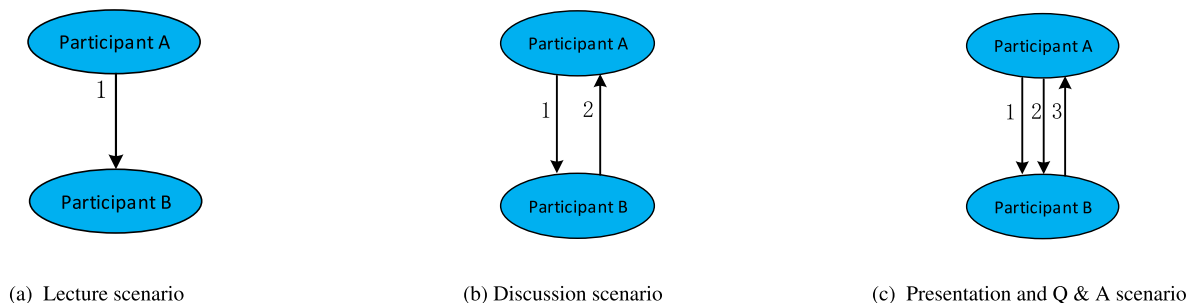 Participant A
1
Participant B
(a) Lecture scenario
Participant A
1 2
Participant B
(b) Discussion scenario
Participant A
1 2 3
Participant B
(c) Presentation and Q & A scenario